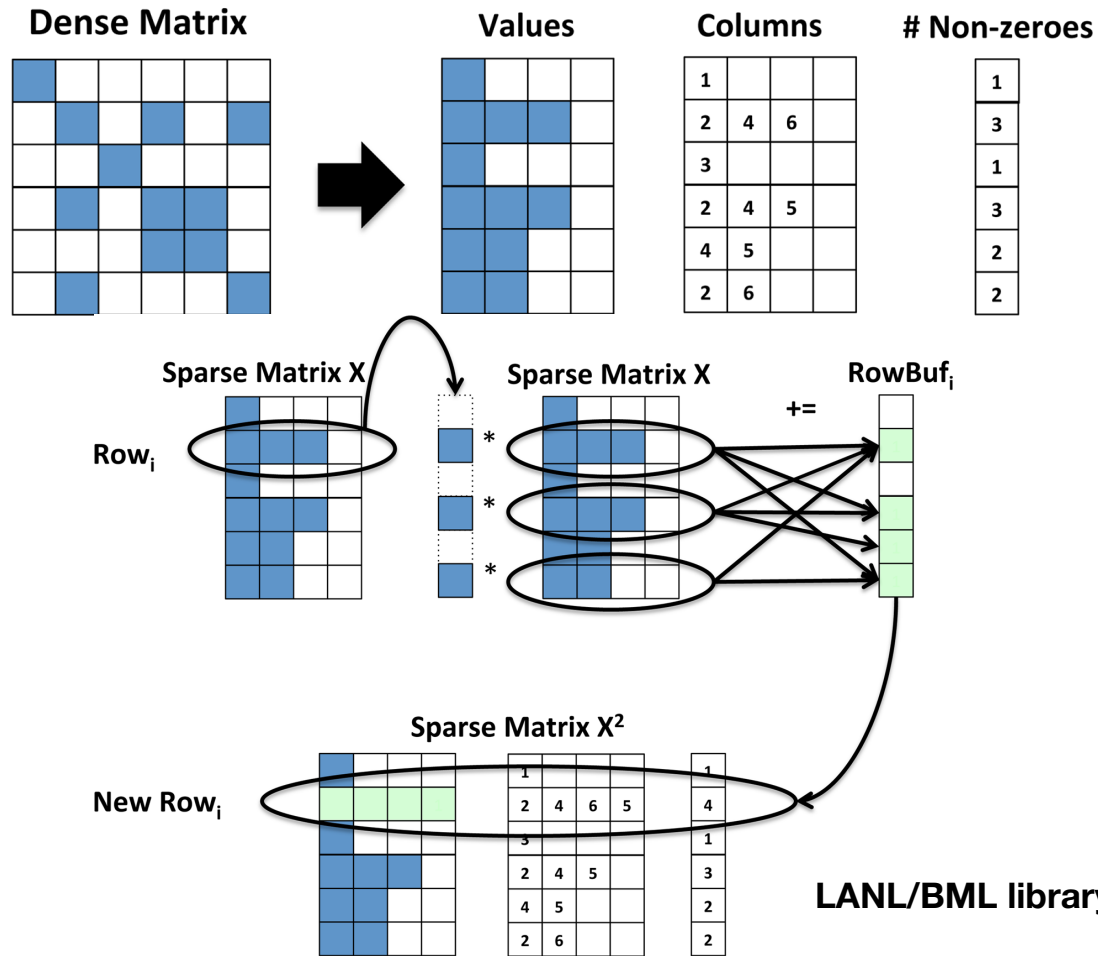 Dense Matrix Values Columns # Non-zeroes
1 1
2 4 6 3
3 1
2 4 5 3
4 5 2
2 6 2
Sparse Matrix X Sparse Matrix X RowBufᵢ
+=
Rowᵢ *
*
*
Sparse Matrix X²
1 1
New Rowᵢ 2 4 6 5 4
3 1
2 4 5 3
4 5 2
2 6 2
LANL/BML library